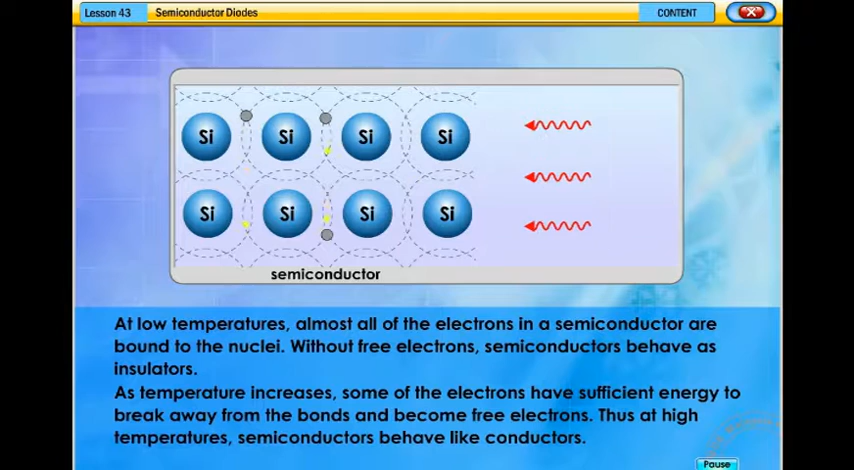 Lesson 43 Semiconductor Diodes CONTENT
Si Si Si Si
Si Si Si Si
semiconductor
At low temperatures, almost all of the electrons in a semiconductor are
bound to the nuclei. Without free electrons, semiconductors behave as
insulators.
As temperature increases, some of the electrons have sufficient energy to
break away from the bonds and become free electrons. Thus at high
temperatures, semiconductors behave like conductors.
Pause